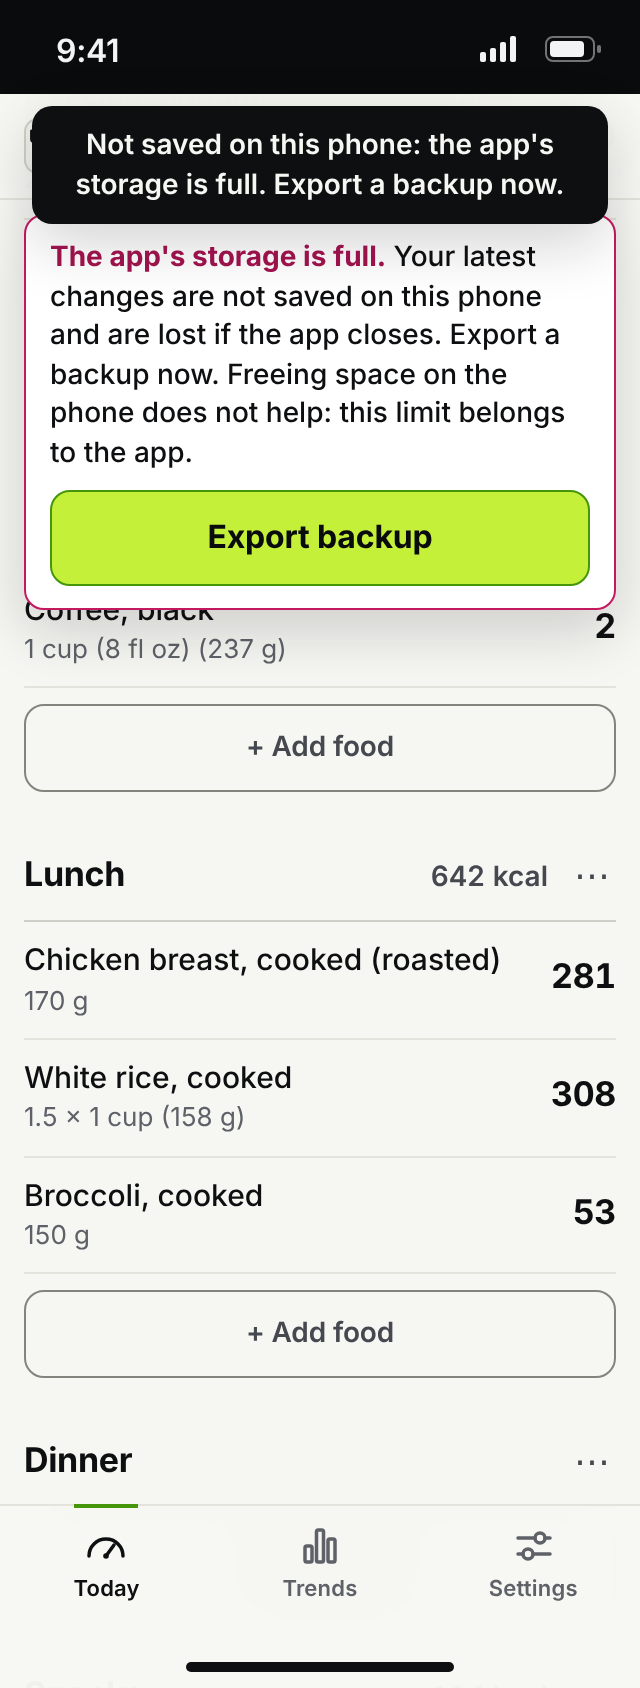 9:41
Not saved on this phone: the app's
storage is full. Export a backup now.
The app's storage is full. Your latest
changes are not saved on this phone
and are lost if the app closes. Export a
backup now. Freeing space on the
phone does not help: this limit belongs
to the app.
Export backup
Coffee, black
2
1 cup (8 fl oz) (237 g)
+ Add food
Lunch 642 kcal ···
Chicken breast, cooked (roasted) 281
170 g
White rice, cooked 308
1.5 × 1 cup (158 g)
Broccoli, cooked 53
150 g
+ Add food
Dinner ···
Today Trends Settings